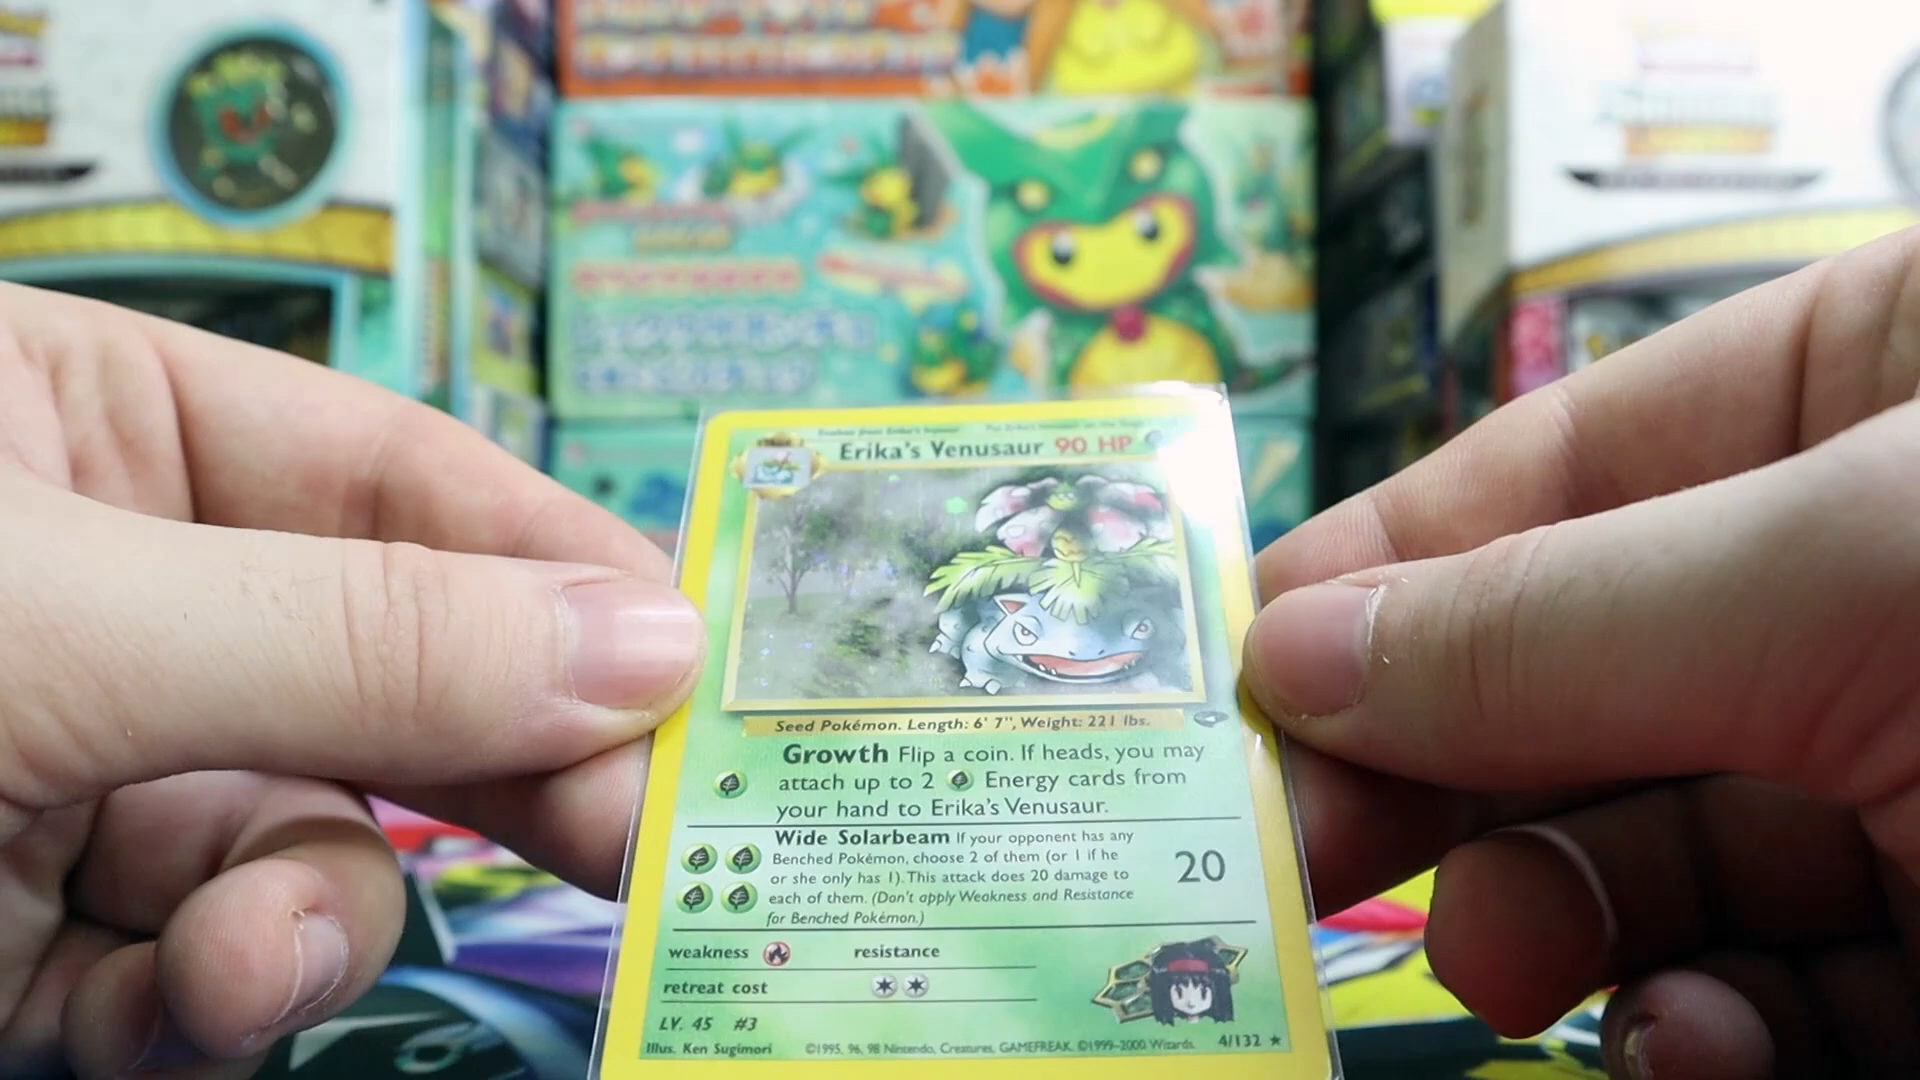 Erika's Venusaur 90 HP
Seed Pokémon. Length: 6' 7", Weight: 221 lbs.
Growth Flip a coin. If heads, you may
attach up to 2 Energy cards from
your hand to Erika's Venusaur.
Wide Solarbeam If your opponent has any
Benched Pokémon, choose 2 of them (or 1 if he
or she only has 1). This attack does 20 damage to
each of them. (Don't apply Weakness and Resistance
for Benched Pokémon.)
20
weakness resistance
retreat cost
LV. 45 #3
Illus. Ken Sugimori ©1995, 96, 98 Nintendo, Creatures, GAMEFREAK. ©1999-2000 Wizards. 4/132 ★